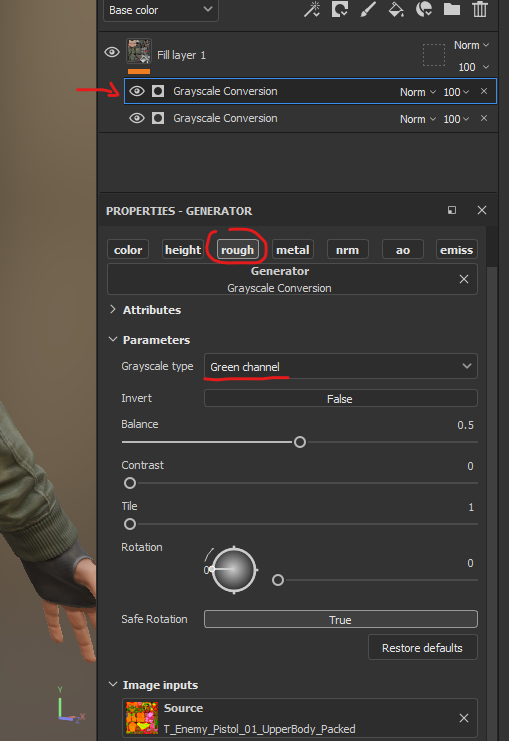 Base color
Norm
Fill layer 1
100
Grayscale Conversion Norm 100
Grayscale Conversion Norm 100
PROPERTIES - GENERATOR
color height rough metal nrm ao emiss
Generator
Grayscale Conversion
Attributes
Parameters
Grayscale type Green channel
Invert False
Balance 0.5
Contrast 0
Tile 1
Rotation 0 0
Safe Rotation True
Restore defaults
Image inputs
Source
T_Enemy_Pistol_01_UpperBody_Packed
Y
Z X